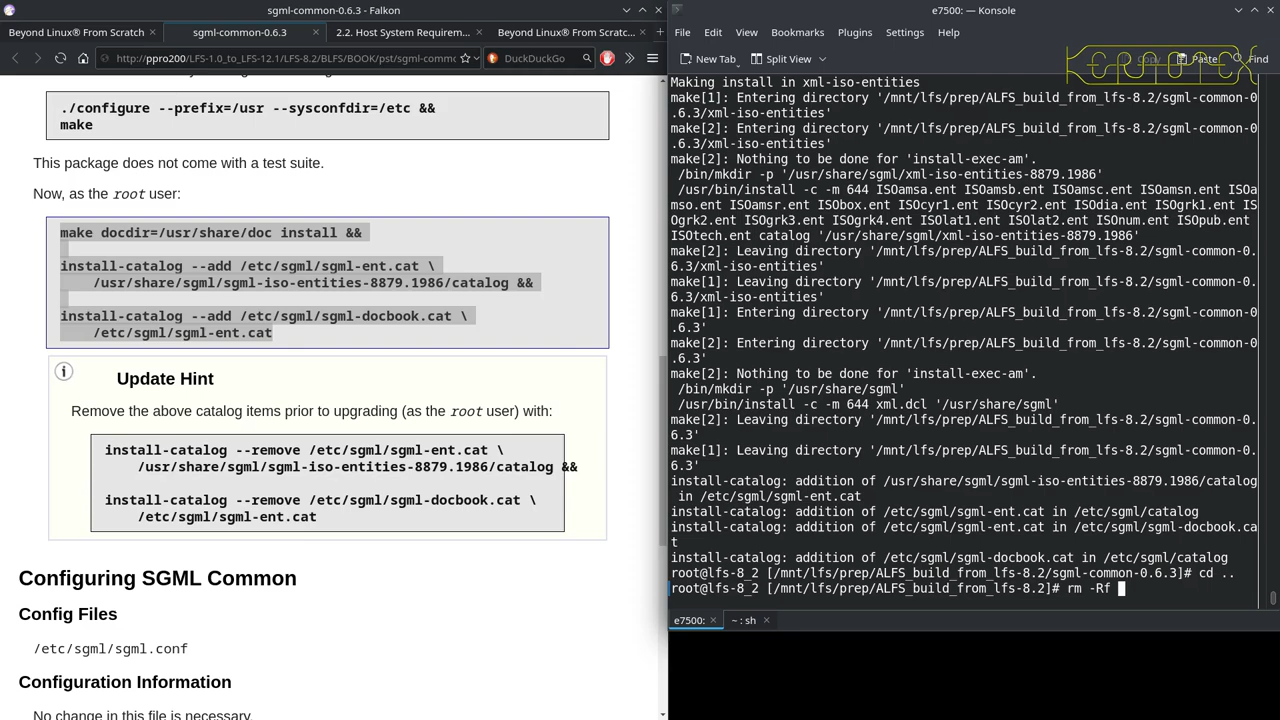 sgml-common-0.6.3 - Falkon
Beyond Linux® From Scratch
sgml-common-0.6.3
2.2. Host System Requirem...
Beyond Linux® From Scratc...
http://ppro200/LFS-1.0_to_LFS-12.1/LFS-8.2/BLFS/BOOK/pst/sgml-commc
DuckDuckGo
./configure --prefix=/usr --sysconfdir=/etc &&
make
This package does not come with a test suite.
Now, as the root user:
make docdir=/usr/share/doc install &&
install-catalog --add /etc/sgml/sgml-ent.cat \
/usr/share/sgml/sgml-iso-entities-8879.1986/catalog &&
install-catalog --add /etc/sgml/sgml-docbook.cat \
/etc/sgml/sgml-ent.cat
Update Hint
Remove the above catalog items prior to upgrading (as the root user) with:
install-catalog --remove /etc/sgml/sgml-ent.cat \
/usr/share/sgml/sgml-iso-entities-8879.1986/catalog &&
install-catalog --remove /etc/sgml/sgml-docbook.cat \
/etc/sgml/sgml-ent.cat
Configuring SGML Common
Config Files
/etc/sgml/sgml.conf
Configuration Information
No change in this file is necessary.
e7500: — Konsole
File Edit View Bookmarks Plugins Settings Help
New Tab Split View Copy Paste Find
Making install in xml-iso-entities
make[1]: Entering directory '/mnt/lfs/prep/ALFS_build_from_lfs-8.2/sgml-common-0
.6.3/xml-iso-entities'
make[2]: Entering directory '/mnt/lfs/prep/ALFS_build_from_lfs-8.2/sgml-common-0
.6.3/xml-iso-entities'
make[2]: Nothing to be done for 'install-exec-am'.
/bin/mkdir -p '/usr/share/sgml/xml-iso-entities-8879.1986'
/usr/bin/install -c -m 644 ISOamsa.ent ISOamsb.ent ISOamsc.ent ISOamsn.ent ISOa
mso.ent ISOamsr.ent ISObox.ent ISOcyr1.ent ISOcyr2.ent ISOdia.ent ISOgrk1.ent IS
Ogrk2.ent ISOgrk3.ent ISOgrk4.ent ISOlat1.ent ISOlat2.ent ISOnum.ent ISOpub.ent
ISOtech.ent catalog '/usr/share/sgml/xml-iso-entities-8879.1986'
make[2]: Leaving directory '/mnt/lfs/prep/ALFS_build_from_lfs-8.2/sgml-common-0.
6.3/xml-iso-entities'
make[1]: Leaving directory '/mnt/lfs/prep/ALFS_build_from_lfs-8.2/sgml-common-0.
6.3/xml-iso-entities'
make[1]: Entering directory '/mnt/lfs/prep/ALFS_build_from_lfs-8.2/sgml-common-0
.6.3'
make[2]: Entering directory '/mnt/lfs/prep/ALFS_build_from_lfs-8.2/sgml-common-0
.6.3'
make[2]: Nothing to be done for 'install-exec-am'.
/bin/mkdir -p '/usr/share/sgml'
/usr/bin/install -c -m 644 xml.dcl '/usr/share/sgml'
make[2]: Leaving directory '/mnt/lfs/prep/ALFS_build_from_lfs-8.2/sgml-common-0.
6.3'
make[1]: Leaving directory '/mnt/lfs/prep/ALFS_build_from_lfs-8.2/sgml-common-0.
6.3'
install-catalog: addition of /usr/share/sgml/sgml-iso-entities-8879.1986/catalog
in /etc/sgml/sgml-ent.cat
install-catalog: addition of /etc/sgml/sgml-ent.cat in /etc/sgml/catalog
install-catalog: addition of /etc/sgml/sgml-ent.cat in /etc/sgml/sgml-docbook.ca
t
install-catalog: addition of /etc/sgml/sgml-docbook.cat in /etc/sgml/catalog
root@lfs-8_2 [/mnt/lfs/prep/ALFS_build_from_lfs-8.2/sgml-common-0.6.3]# cd ..
root@lfs-8_2 [/mnt/lfs/prep/ALFS_build_from_lfs-8.2]# rm -Rf
e7500:
~ : sh